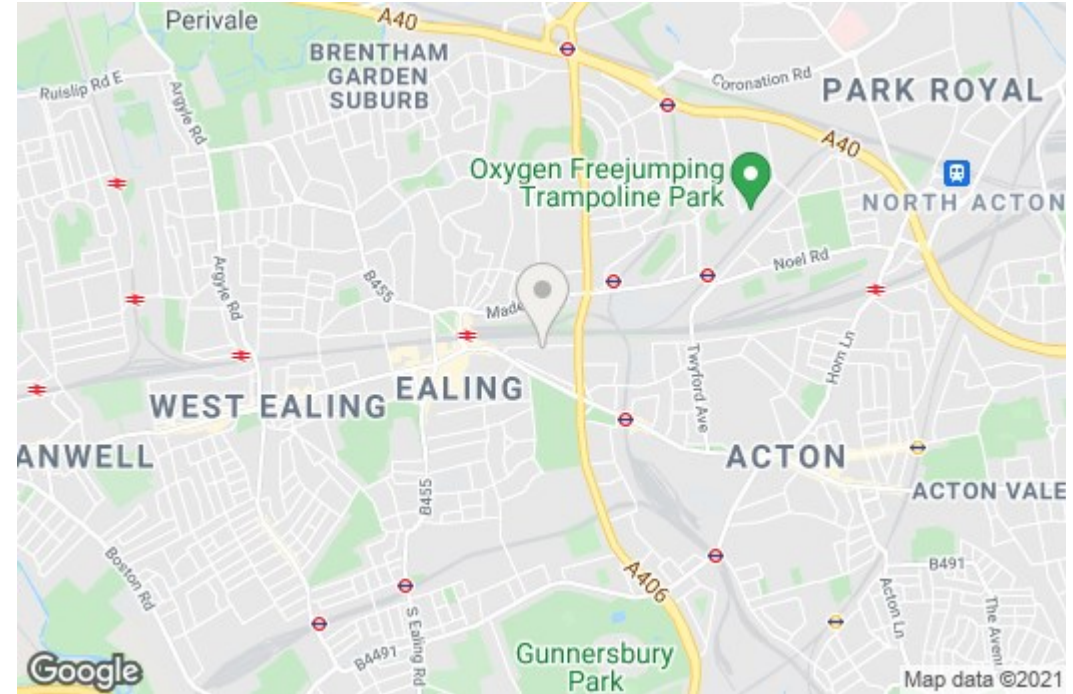 A40
Perivale
BRENTHAM
GARDEN
SUBURB
Ruislip Rd E
Argyle Rd
Coronation Rd
PARK ROYAL
A40
Oxygen Freejumping
Trampoline Park
NORTH ACTON
Noel Rd
Argyle Rd
B455
Made
Horn Ln
Twyford Ave
EALING
WEST EALING
ANWELL
ACTON
ACTON VALE
B455
Boston Rd
A406
B491
Acton Ln
The Avenu
S Ealing Rd
B4491
Gunnersbury
Park
Google
Map data ©2021